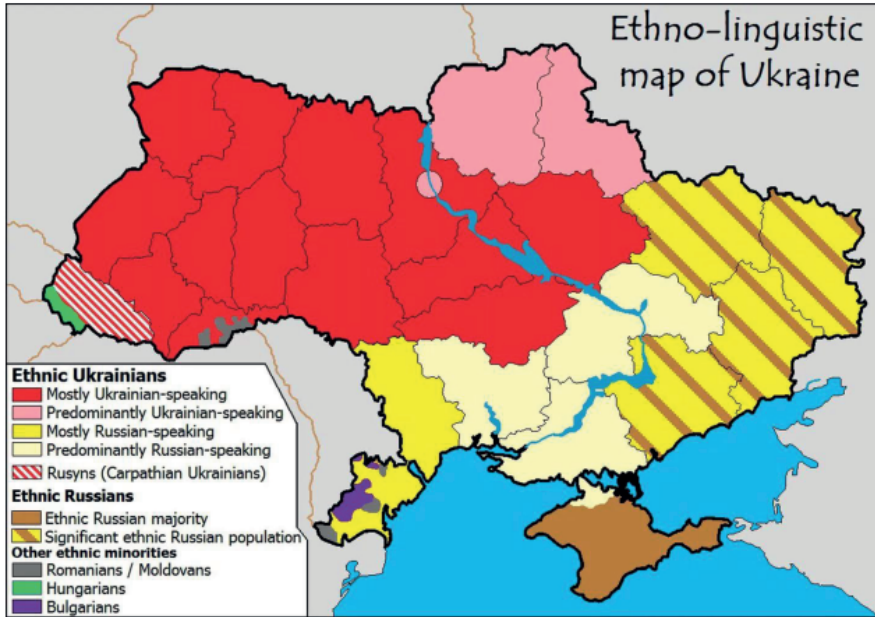 Ethno-linguistic
map of Ukraine
Ethnic Ukrainians
Mostly Ukrainian-speaking
Predominantly Ukrainian-speaking
Mostly Russian-speaking
Predominantly Russian-speaking
Rusyns (Carpathian Ukrainians)
Ethnic Russians
Ethnic Russian majority
Significant ethnic Russian population
Other ethnic minorities
Romanians / Moldovans
Hungarians
Bulgarians